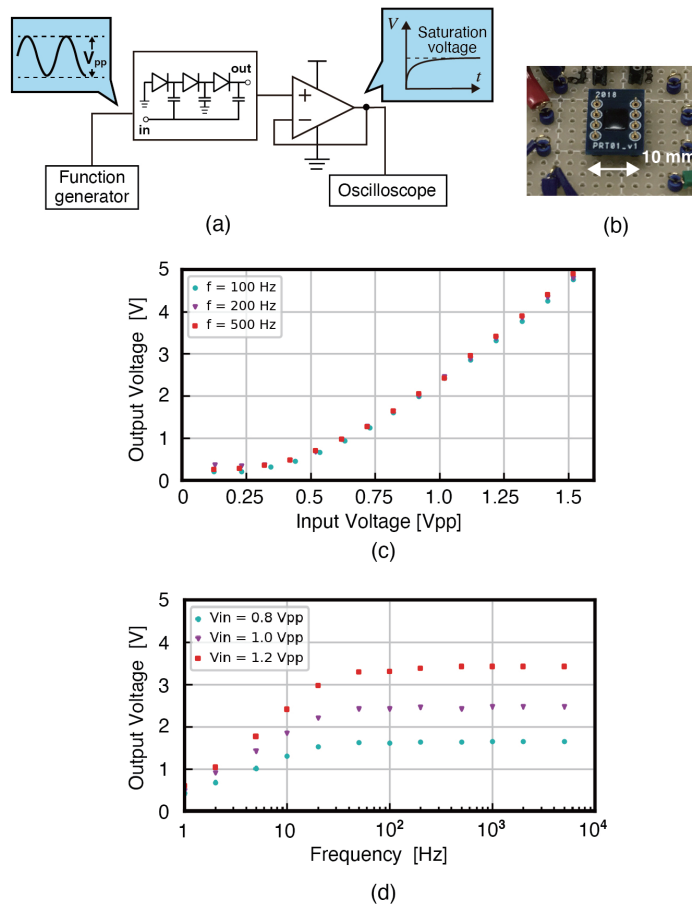 V
Saturation
voltage
t
Vpp
out
in
+
−
Function
generator
Oscilloscope
(a)
2018
PRT01_v1
10 mm
(b)
5
4
3
2
1
0
Output Voltage [V]
f = 100 Hz
f = 200 Hz
f = 500 Hz
0 0.25 0.5 0.75 1.0 1.25 1.5
Input Voltage [Vpp]
(c)
5
4
3
2
1
0
Output Voltage [V]
Vin = 0.8 Vpp
Vin = 1.0 Vpp
Vin = 1.2 Vpp
1 10 10² 10³ 10⁴
Frequency [Hz]
(d)